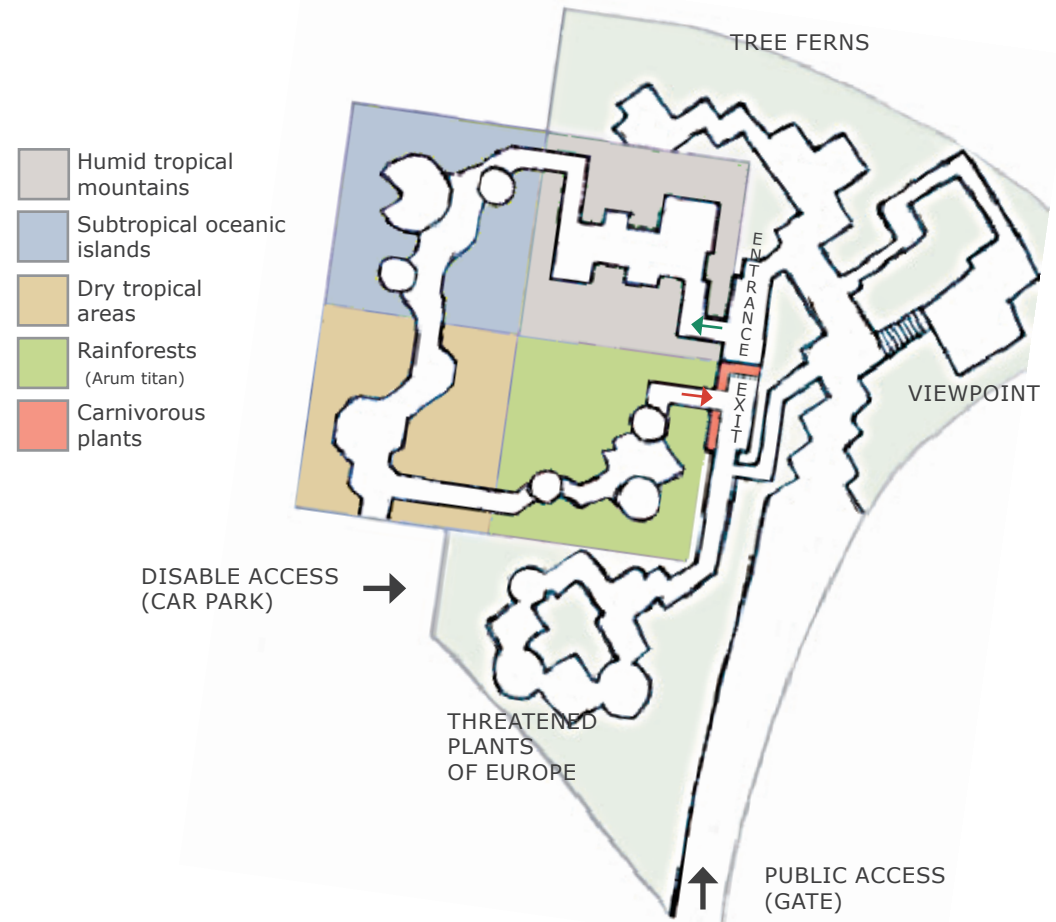 TREE FERNS
Humid tropical
mountains
Subtropical oceanic
islands
Dry tropical
areas
Rainforests
(Arum titan)
Carnivorous
plants
ENTRANCE
EXIT
VIEWPOINT
DISABLE ACCESS
(CAR PARK)
THREATENED
PLANTS
OF EUROPE
PUBLIC ACCESS
(GATE)